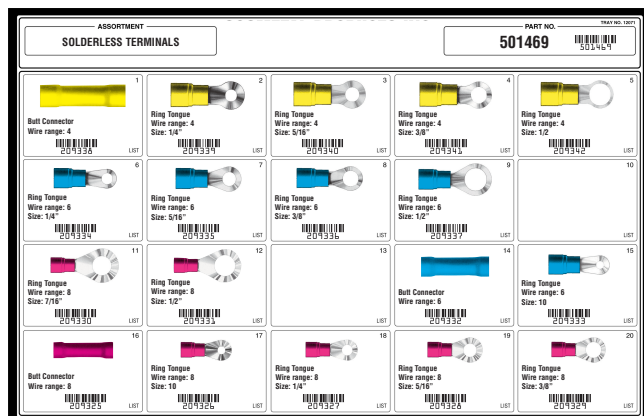 TRAY NO. 12071
ASSORTMENT
SOLDERLESS TERMINALS
PART NO.
501469
501469
1
Butt Connector
Wire range: 4
209338
LIST
2
Ring Tongue
Wire range: 4
Size: 1/4"
209339
LIST
3
Ring Tongue
Wire range: 4
Size: 5/16"
209340
LIST
4
Ring Tongue
Wire range: 4
Size: 3/8"
209341
LIST
5
Ring Tongue
Wire range: 4
Size: 1/2
209342
LIST
6
Ring Tongue
Wire range: 6
Size: 1/4"
209334
LIST
7
Ring Tongue
Wire range: 6
Size: 5/16"
209335
LIST
8
Ring Tongue
Wire range: 6
Size: 3/8"
209336
LIST
9
Ring Tongue
Wire range: 6
Size: 1/2"
209337
LIST
10
LIST
11
Ring Tongue
Wire range: 8
Size: 7/16"
209330
LIST
12
Ring Tongue
Wire range: 8
Size: 1/2"
209331
LIST
13
LIST
14
Butt Connector
Wire range: 6
209332
LIST
15
Ring Tongue
Wire range: 6
Size: 10
209333
LIST
16
Butt Connector
Wire range: 8
209325
LIST
17
Ring Tongue
Wire range: 8
Size: 10
209326
LIST
18
Ring Tongue
Wire range: 8
Size: 1/4"
209327
LIST
19
Ring Tongue
Wire range: 8
Size: 5/16"
209328
LIST
20
Ring Tongue
Wire range: 8
Size: 3/8"
209329
LIST